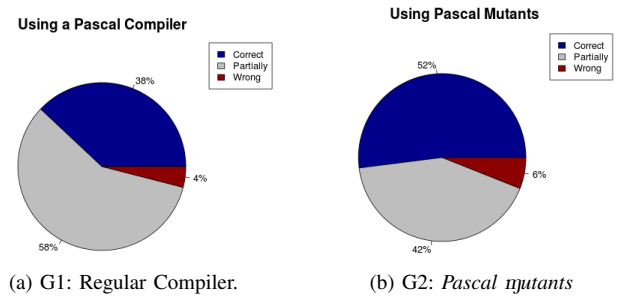 Using a Pascal Compiler
Correct
Partially
Wrong
38%
4%
58%
(a) G1: Regular Compiler.
Using Pascal Mutants
Correct
Partially
Wrong
52%
6%
42%
(b) G2: Pascal ηutants